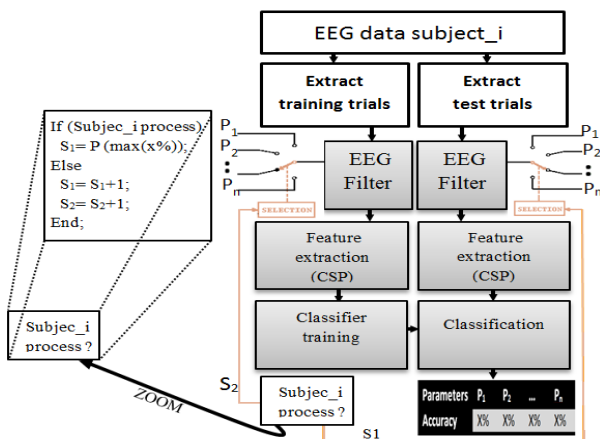 EEG data subject_i
Extract
training trials
Extract
test trials
If (Subjec_i process)
S1= P (max(x%));
Else
S1= S1+1;
S2= S2+1;
End;
P1
P2
Pn
EEG
Filter
EEG
Filter
P1
P2
Pn
SELECTION
SELECTION
Feature
extraction
(CSP)
Feature
extraction
(CSP)
Classifier
training
Classification
Subjec_i
process ?
ZOOM
S2
Subjec_i
process ?
S1
Parameters P1 P2 ... Pn
Accuracy X% X% X% X%